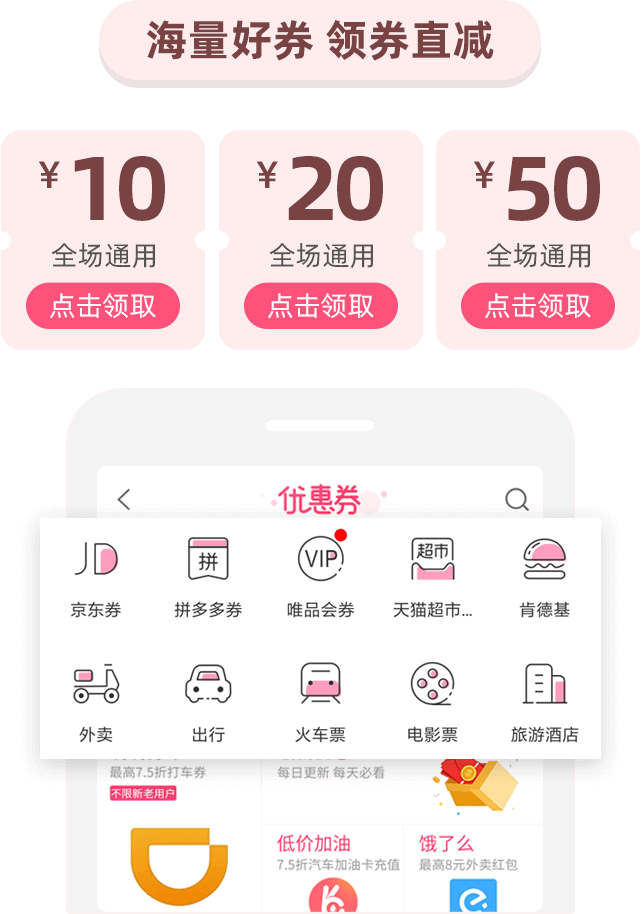 海量好券 领券直减
¥10 ¥20 ¥50
全场通用 全场通用 全场通用
点击领取 点击领取 点击领取
优惠券
JD 拼 VIP 超市
京东券 拼多多券 唯品会券 天猫超市... 肯德基
外卖 出行 火车票 电影票 旅游酒店
最高7.5折打车券 每日更新 每天必看
不限新老用户
低价加油 饿了么
7.5折汽车加油卡充值 最高8元外卖红包